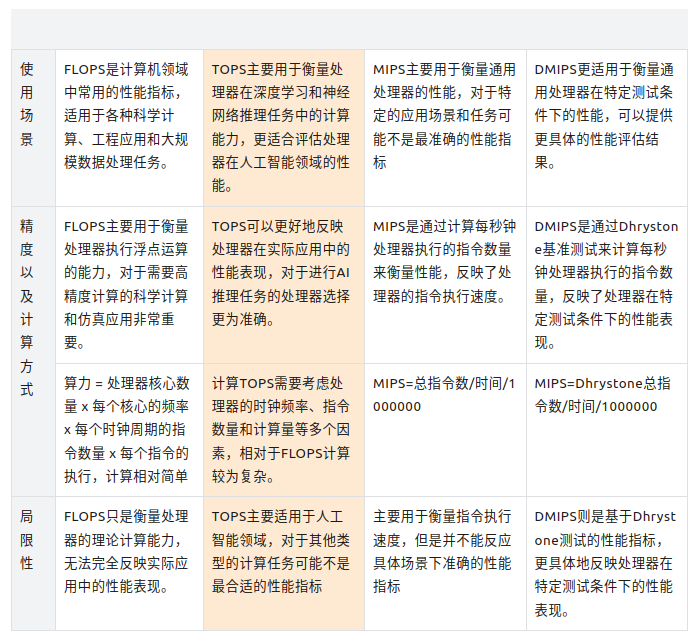 使
用
场
景
FLOPS是计算机领域
中常用的性能指标，
适用于各种科学计
算、工程应用和大规
模数据处理任务。
TOPS主要用于衡量处
理器在深度学习和神经
网络推理任务中的计算
能力，更适合评估处理
器在人工智能领域的性
能。
MIPS主要用于衡量通用
处理器的性能，对于特
定的应用场景和任务可
能不是最准确的性能指
标
DMIPS更适用于衡量通
用处理器在特定测试条
件下的性能，可以提供
更具体的性能评估结
果。
精
度
以
及
计
算
方
式
FLOPS主要用于衡量
处理器执行浮点运算
的能力，对于需要高
精度计算的科学计算
和仿真应用非常重
要。
TOPS可以更好地反映
处理器在实际应用中的
性能表现，对于进行AI
推理任务的处理器选择
更为准确。
MIPS是通过计算每秒钟
处理器执行的指令数量
来衡量性能，反映了处
理器的指令执行速度。
DMIPS是通过Dhryston
e基准测试来计算每秒
钟处理器执行的指令数
量，反映了处理器在特
定测试条件下的性能表
现。
算力 = 处理器核心数
量 x 每个核心的频率
x 每个时钟周期的指
令数量 x 每个指令的
执行，计算相对简单
计算TOPS需要考虑处
理器的时钟频率、指令
数量和计算量等多个因
素，相对于FLOPS计算
较为复杂。
MIPS=总指令数/时间/1
000000
MIPS=Dhrystone总指
令数/时间/1000000
局
限
性
FLOPS只是衡量处理
器的理论计算能力，
无法完全反映实际应
用中的性能表现。
TOPS主要适用于人工
智能领域，对于其他类
型的计算任务可能不是
最合适的性能指标
主要用于衡量指令执行
速度，但是并不能反应
具体场景下准确的性能
指标
DMIPS则是基于Dhryst
one测试的性能指标，
更具体地反映处理器在
特定测试条件下的性能
表现。